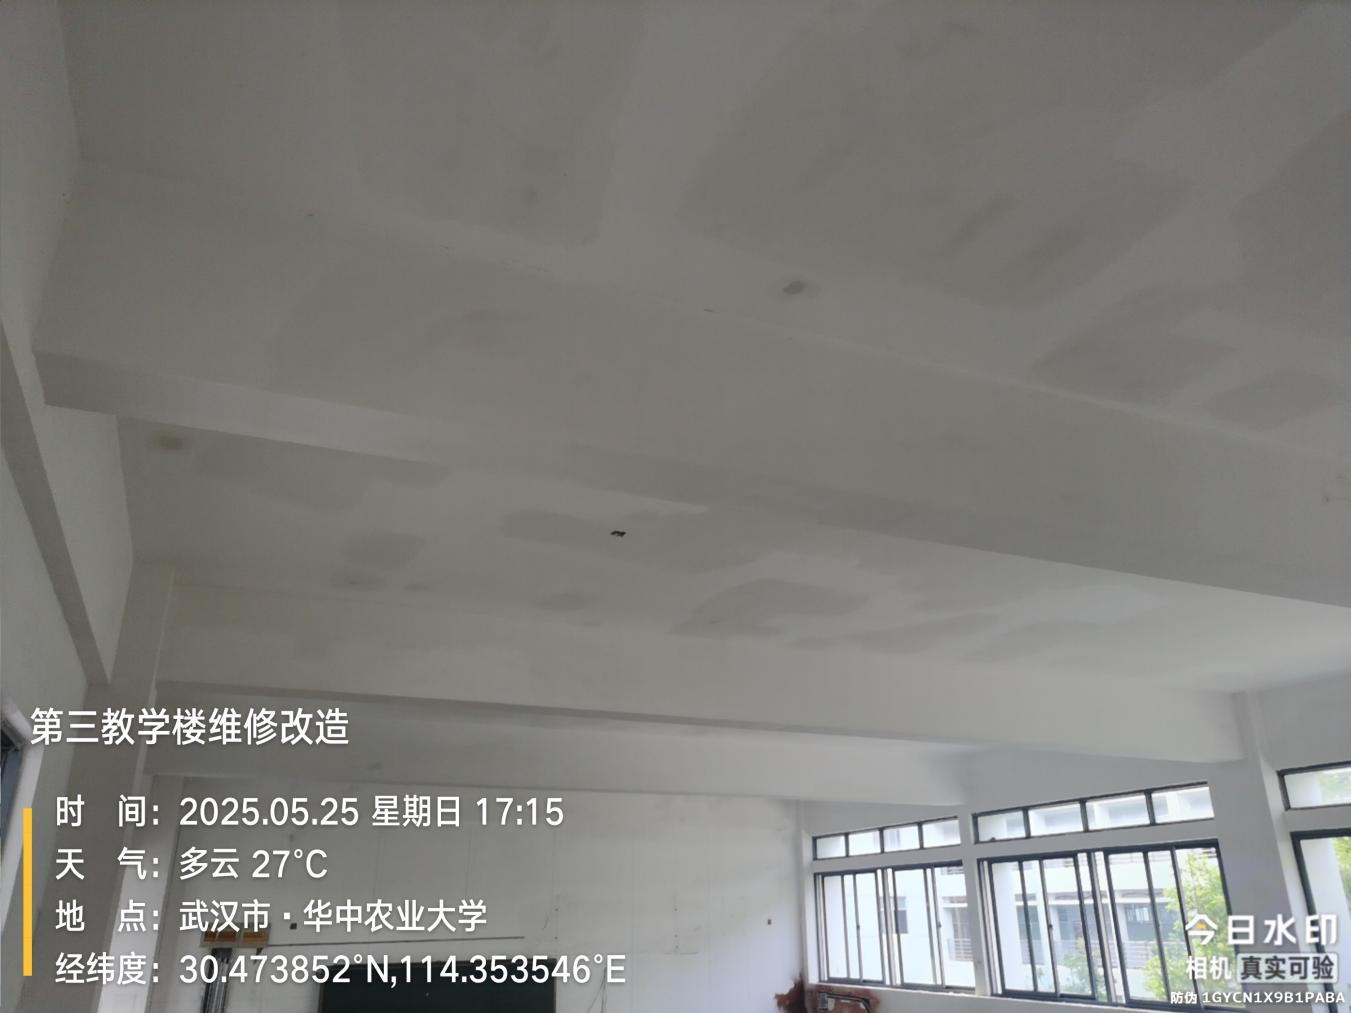 第三教学楼维修改造
时 间：2025.05.25 星期日 17:15
天 气：多云 27°C
地 点：武汉市·华中农业大学
经纬度：30.473852°N,114.353546°E
今日水印
相机 真实可验
防伪 1GYCN1X9B1PABA